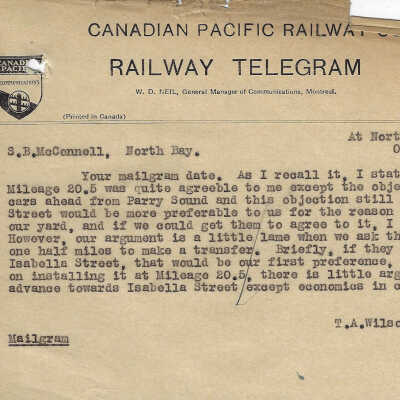 CANADIAN PACIFIC RAILWAY
RAILWAY TELEGRAM
CANADIAN
PACIFIC
COMMUNICATIONS
W. D. NEIL, General Manager of Communications, Montreal.
(Printed in Canada)
At Nort
S.B.McConnell, North Bay.
Your mailgram date. As I recall it, I stat
Mileage 20.5 was quite agreeable to me except the obje
cars ahead from Parry Sound and this objection still
Street would be more preferable to us for the reason
our yard, and if we could get them to agree to it, I
However, our argument is a little lame when we ask th
one half miles to make a transfer. Briefly, if they
Isabella Street, that would be our first preference,
on installing it at Mileage 20.5, there is little arg
advance towards Isabella Street except economics in c
T.A.Wilso
Mailgram